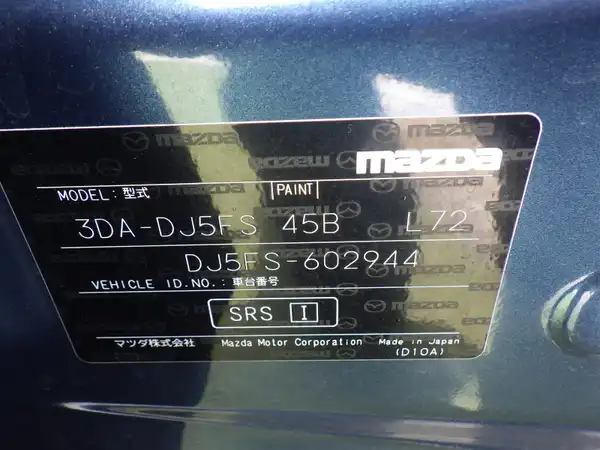 mazda
MODEL:型式 PAINT
3DA-DJ5FS 45B L72
DJ5FS-602944
VEHICLE ID.NO.:車台番号
SRS I
マツダ株式会社 Mazda Motor Corporation Made in Japan
(D10A)